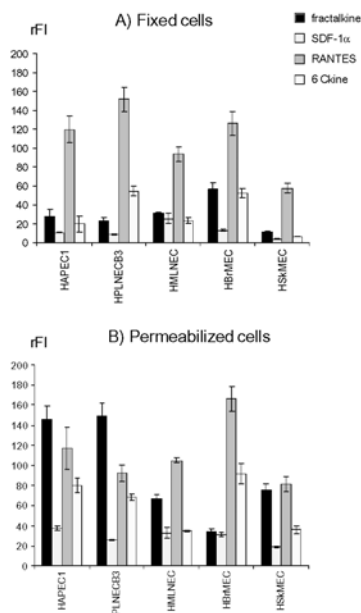 A) Fixed cells
rFI
fractalkine
SDF-1α
RANTES
6 Ckine
200
180
160
140
120
100
80
60
40
20
0
HAPEC1
HPLNECB3
HMLNEC
HBrMEC
HSkMEC
B) Permeabilized cells
rFI
200
180
160
140
120
100
80
60
40
20
0
HAPEC1
PLNECB3
HMLNEC
HBrMEC
HSkMEC